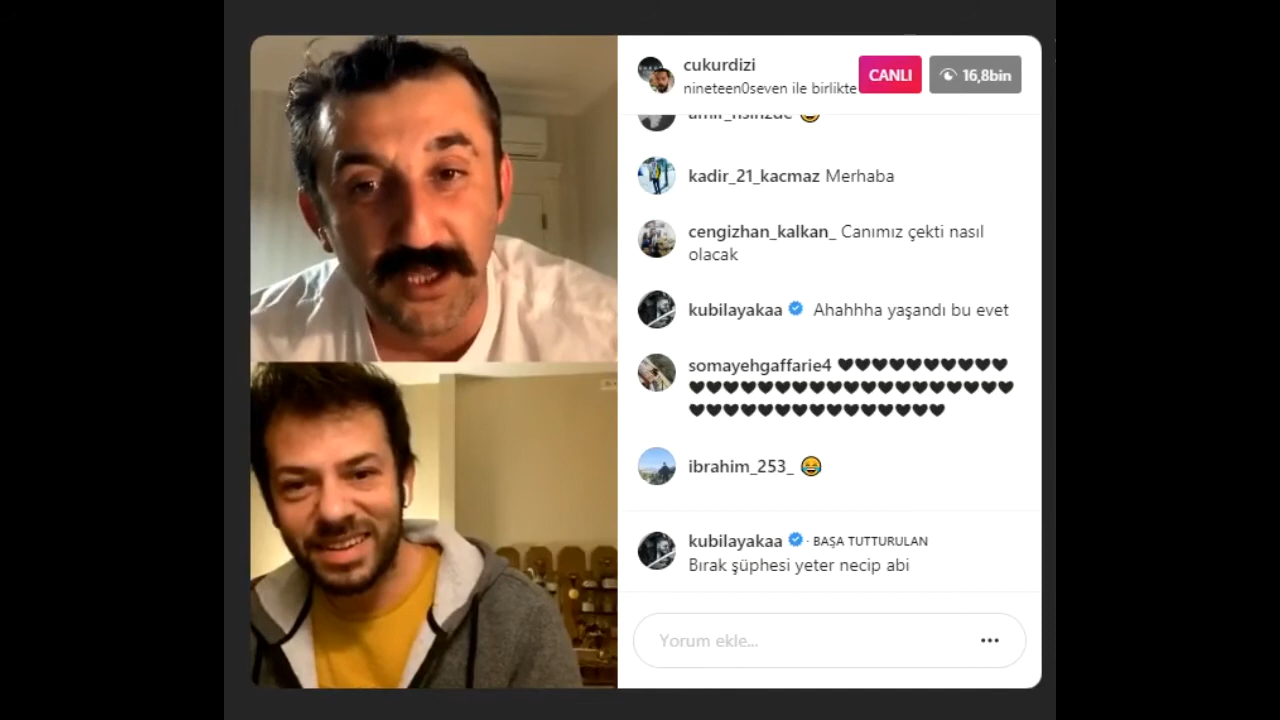 cukurdizi
nineteen0seven ile birlikte
CANLI
16,8bin
kadir_21_kacmaz Merhaba
cengizhan_kalkan_ Canımız çekti nasıl
olacak
kubilayakaa Ahahhha yaşandı bu evet
somayehgaffarie4 🖤🖤🖤🖤🖤🖤🖤🖤🖤🖤
🖤🖤🖤🖤🖤🖤🖤🖤🖤🖤🖤🖤🖤🖤🖤🖤🖤🖤🖤
🖤🖤🖤🖤🖤🖤🖤🖤🖤🖤🖤🖤🖤🖤🖤
ibrahim_253_ 😂
kubilayakaa · BAŞA TUTTURULAN
Bırak şüphesi yeter necip abi
Yorum ekle...